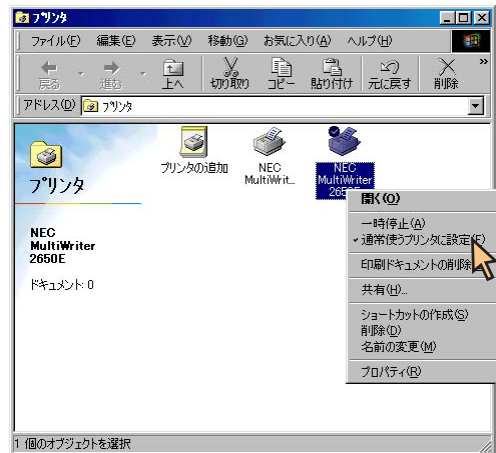 プリンタ
ファイル(F) 編集(E) 表示(V) 移動(G) お気に入り(A) ヘルプ(H)
戻る 進む 上へ 切り取り コピー 貼り付け 元に戻す 削除 »
アドレス(D) プリンタ
プリンタ
NEC
MultiWriter
2650E
ドキュメント: 0
プリンタの追加
NEC
MultiWrit...
NEC
MultiWriter
開く(O)
一時停止(A)
通常使うプリンタに設定(F)
印刷ドキュメントの削除
共有(H)...
ショートカットの作成(S)
削除(D)
名前の変更(M)
プロパティ(R)
1 個のオブジェクトを選択